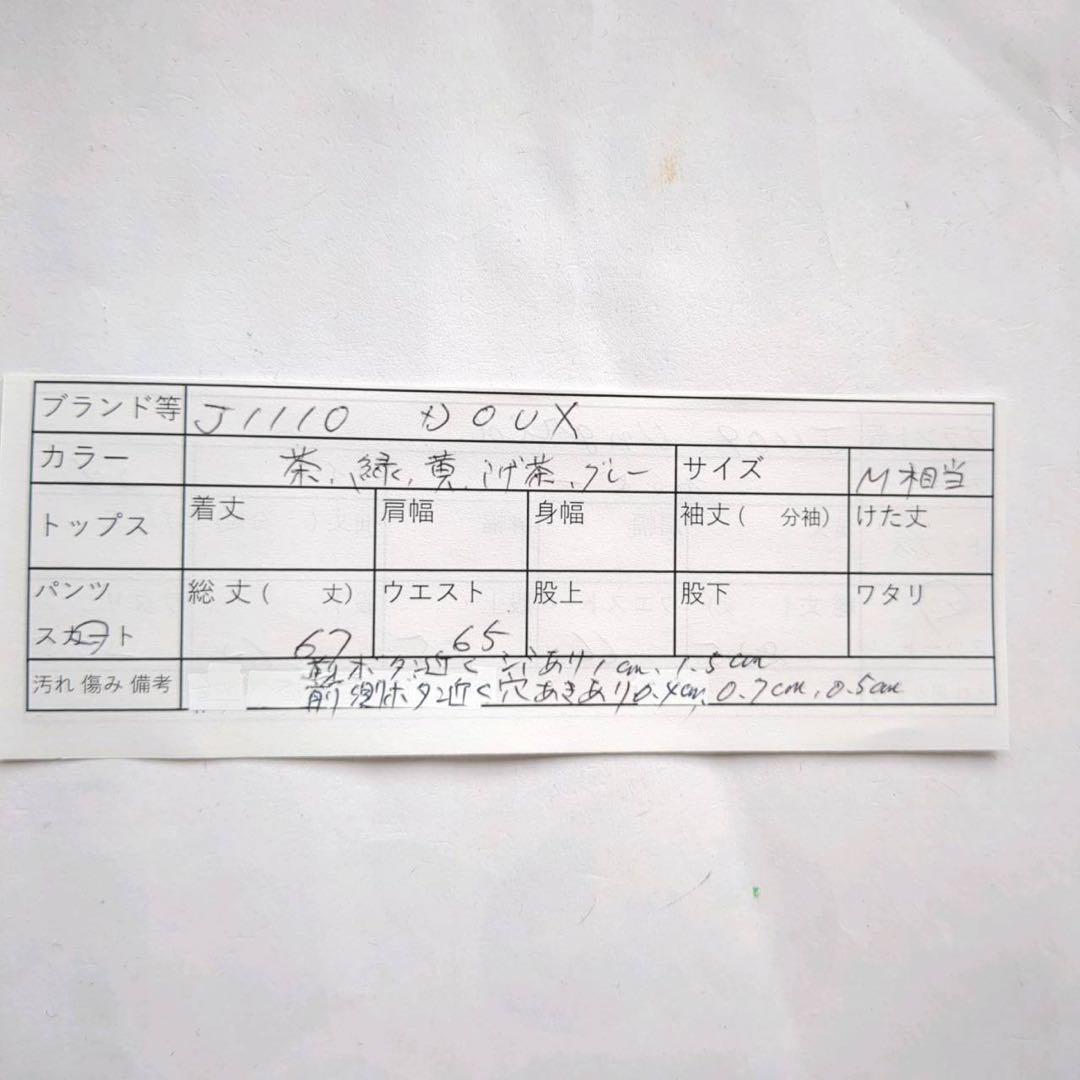 ブランド等 J1110 DOUX
カラー 茶、緑、黄、こげ茶、グレー サイズ M相当
トップス 着丈 肩幅 身幅 袖丈( 分袖) けた丈
パンツ 総丈( 丈) ウエスト 股上 股下 ワタリ
スカート 67 65
前ボタン近く あり1cm、1.5cm
汚れ 傷み 備考 前側ボタン近く穴あきあり0.4cm、0.7cm、0.5cm